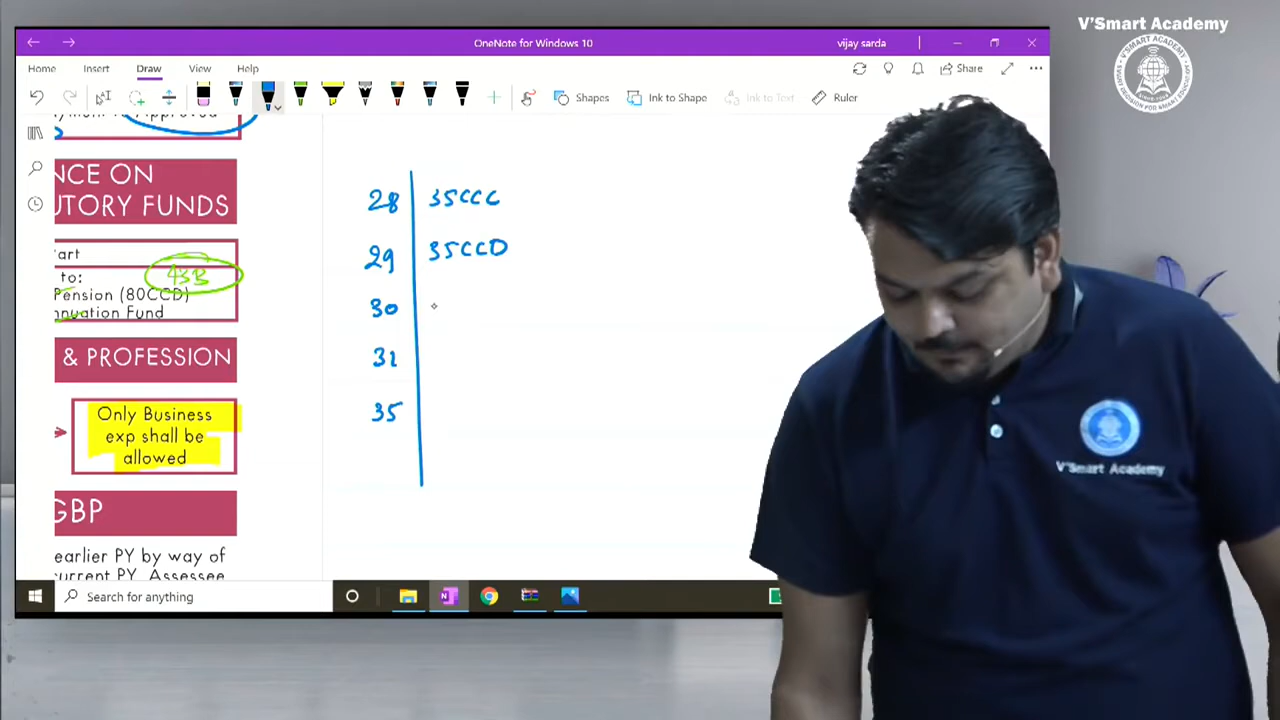 V'Smart Academy
OneNote for Windows 10
vijay sarda
Home Insert Draw View Help
Share
Shapes
Ink to Shape
Ink to Text
Ruler
NCE ON
UTORY FUNDS
art
to:
43B
Pension (80CCD)
nnuation Fund
& PROFESSION
Only Business
exp shall be
allowed
GBP
earlier PY by way of
current PY, Assessee
28 35CCC
29 35CCD
30
31
35
Search for anything
V'Smart Academy